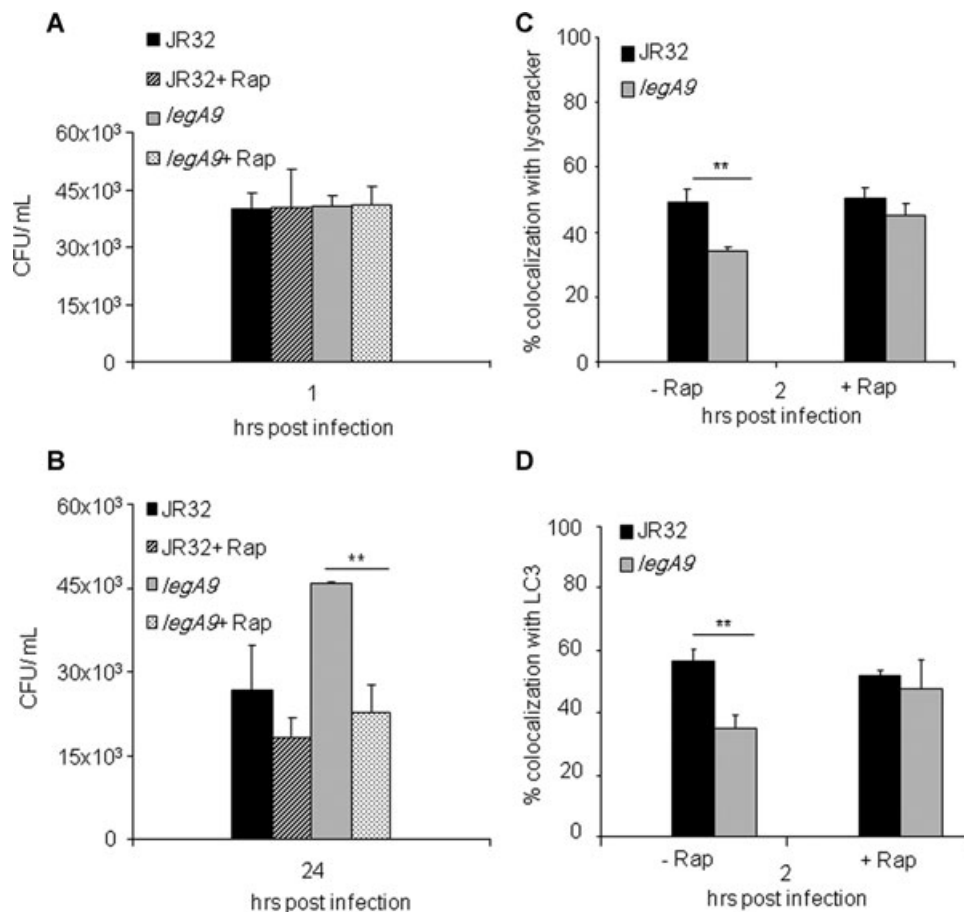 A
JR32
JR32+ Rap
legA9
legA9+ Rap
60x10³
45x10³
30x10³
15x10³
0
CFU/mL
1
hrs post infection
B
JR32
JR32+ Rap
legA9
legA9+ Rap
**
60x10³
45x10³
30x10³
15x10³
0
CFU/mL
24
hrs post infection
C
JR32
legA9
**
100
80
60
40
20
0
% colocalization with lysotracker
- Rap 2 + Rap
hrs post infection
D
JR32
legA9
**
100
80
60
40
20
0
% colocalization with LC3
- Rap 2 + Rap
hrs post infection